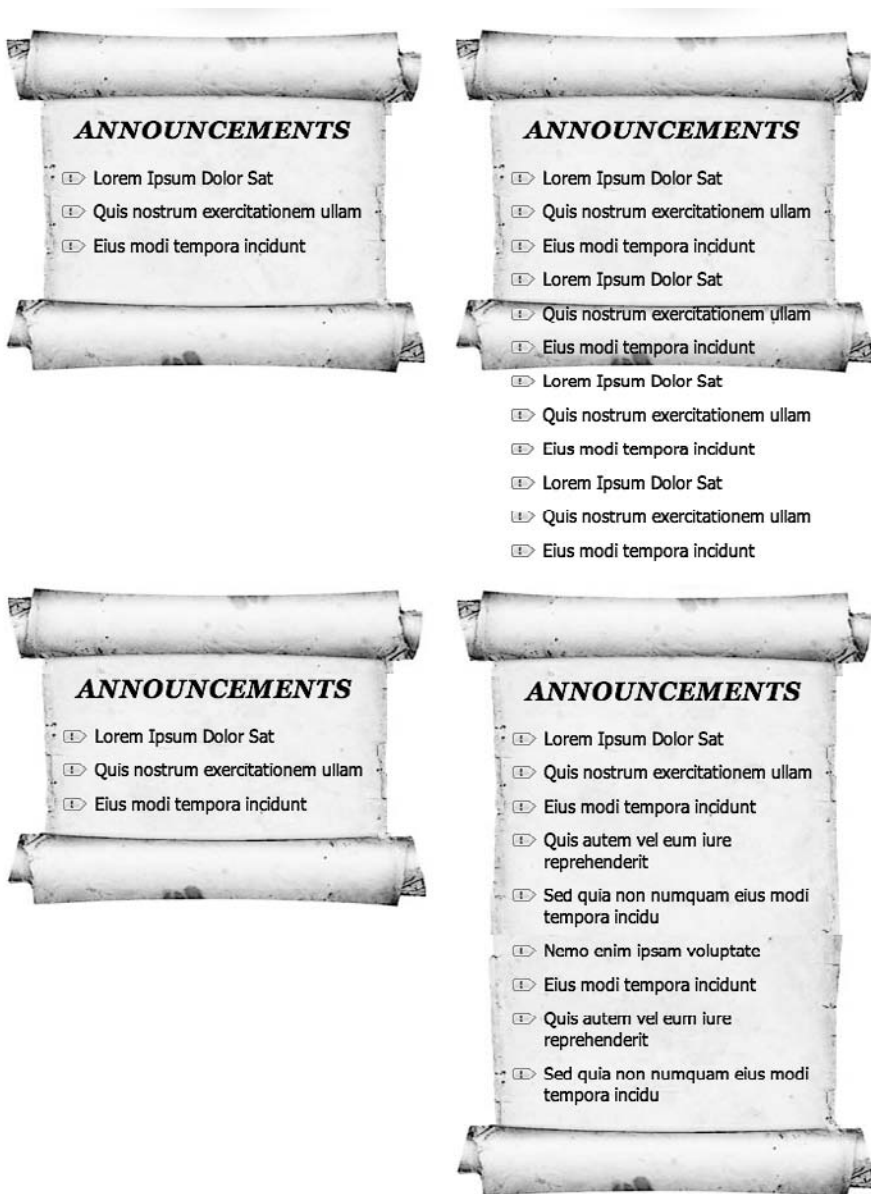 ANNOUNCEMENTS
Lorem Ipsum Dolor Sat
Quis nostrum exercitationem ullam
Eius modi tempora incidunt
ANNOUNCEMENTS
Lorem Ipsum Dolor Sat
Quis nostrum exercitationem ullam
Eius modi tempora incidunt
Lorem Ipsum Dolor Sat
Quis nostrum exercitationem ullam
Eius modi tempora incidunt
Lorem Ipsum Dolor Sat
Quis nostrum exercitationem ullam
Eius modi tempora incidunt
Lorem Ipsum Dolor Sat
Quis nostrum exercitationem ullam
Eius modi tempora incidunt
ANNOUNCEMENTS
Lorem Ipsum Dolor Sat
Quis nostrum exercitationem ullam
Eius modi tempora incidunt
ANNOUNCEMENTS
Lorem Ipsum Dolor Sat
Quis nostrum exercitationem ullam
Eius modi tempora incidunt
Quis autem vel eum iure
reprehenderit
Sed quia non numquam eius modi
tempora incidu
Nemo enim ipsam voluptate
Eius modi tempora incidunt
Quis autem vel eum iure
reprehenderit
Sed quia non numquam eius modi
tempora incidu